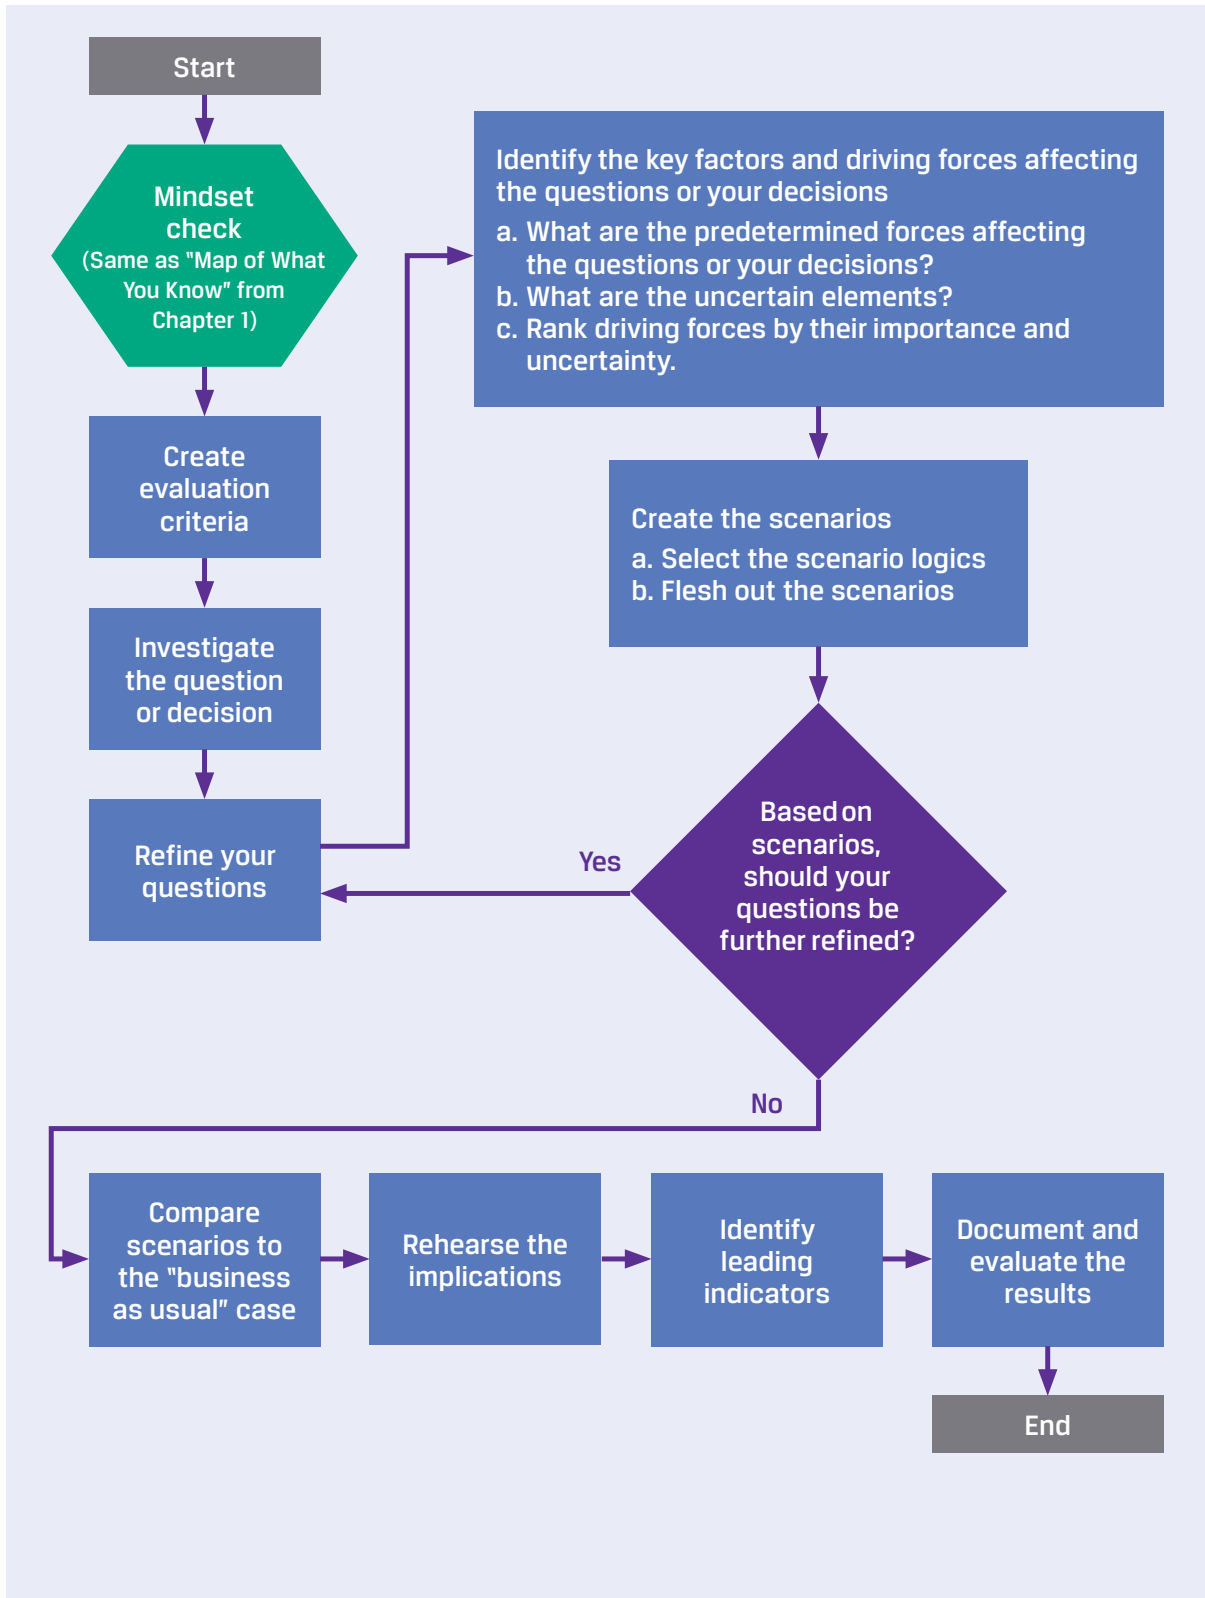 Start
Mindset
check
(Same as “Map of What
You Know” from
Chapter 1)
Create
evaluation
criteria
Investigate
the question
or decision
Refine your
questions
Identify the key factors and driving forces affecting
the questions or your decisions
a. What are the predetermined forces affecting
the questions or your decisions?
b. What are the uncertain elements?
c. Rank driving forces by their importance and
uncertainty.
Create the scenarios
a. Select the scenario logics
b. Flesh out the scenarios
Based on
scenarios,
should your
questions be
further refined?
Yes
No
Compare
scenarios to
the “business
as usual” case
Rehearse the
implications
Identify
leading
indicators
Document and
evaluate the
results
End